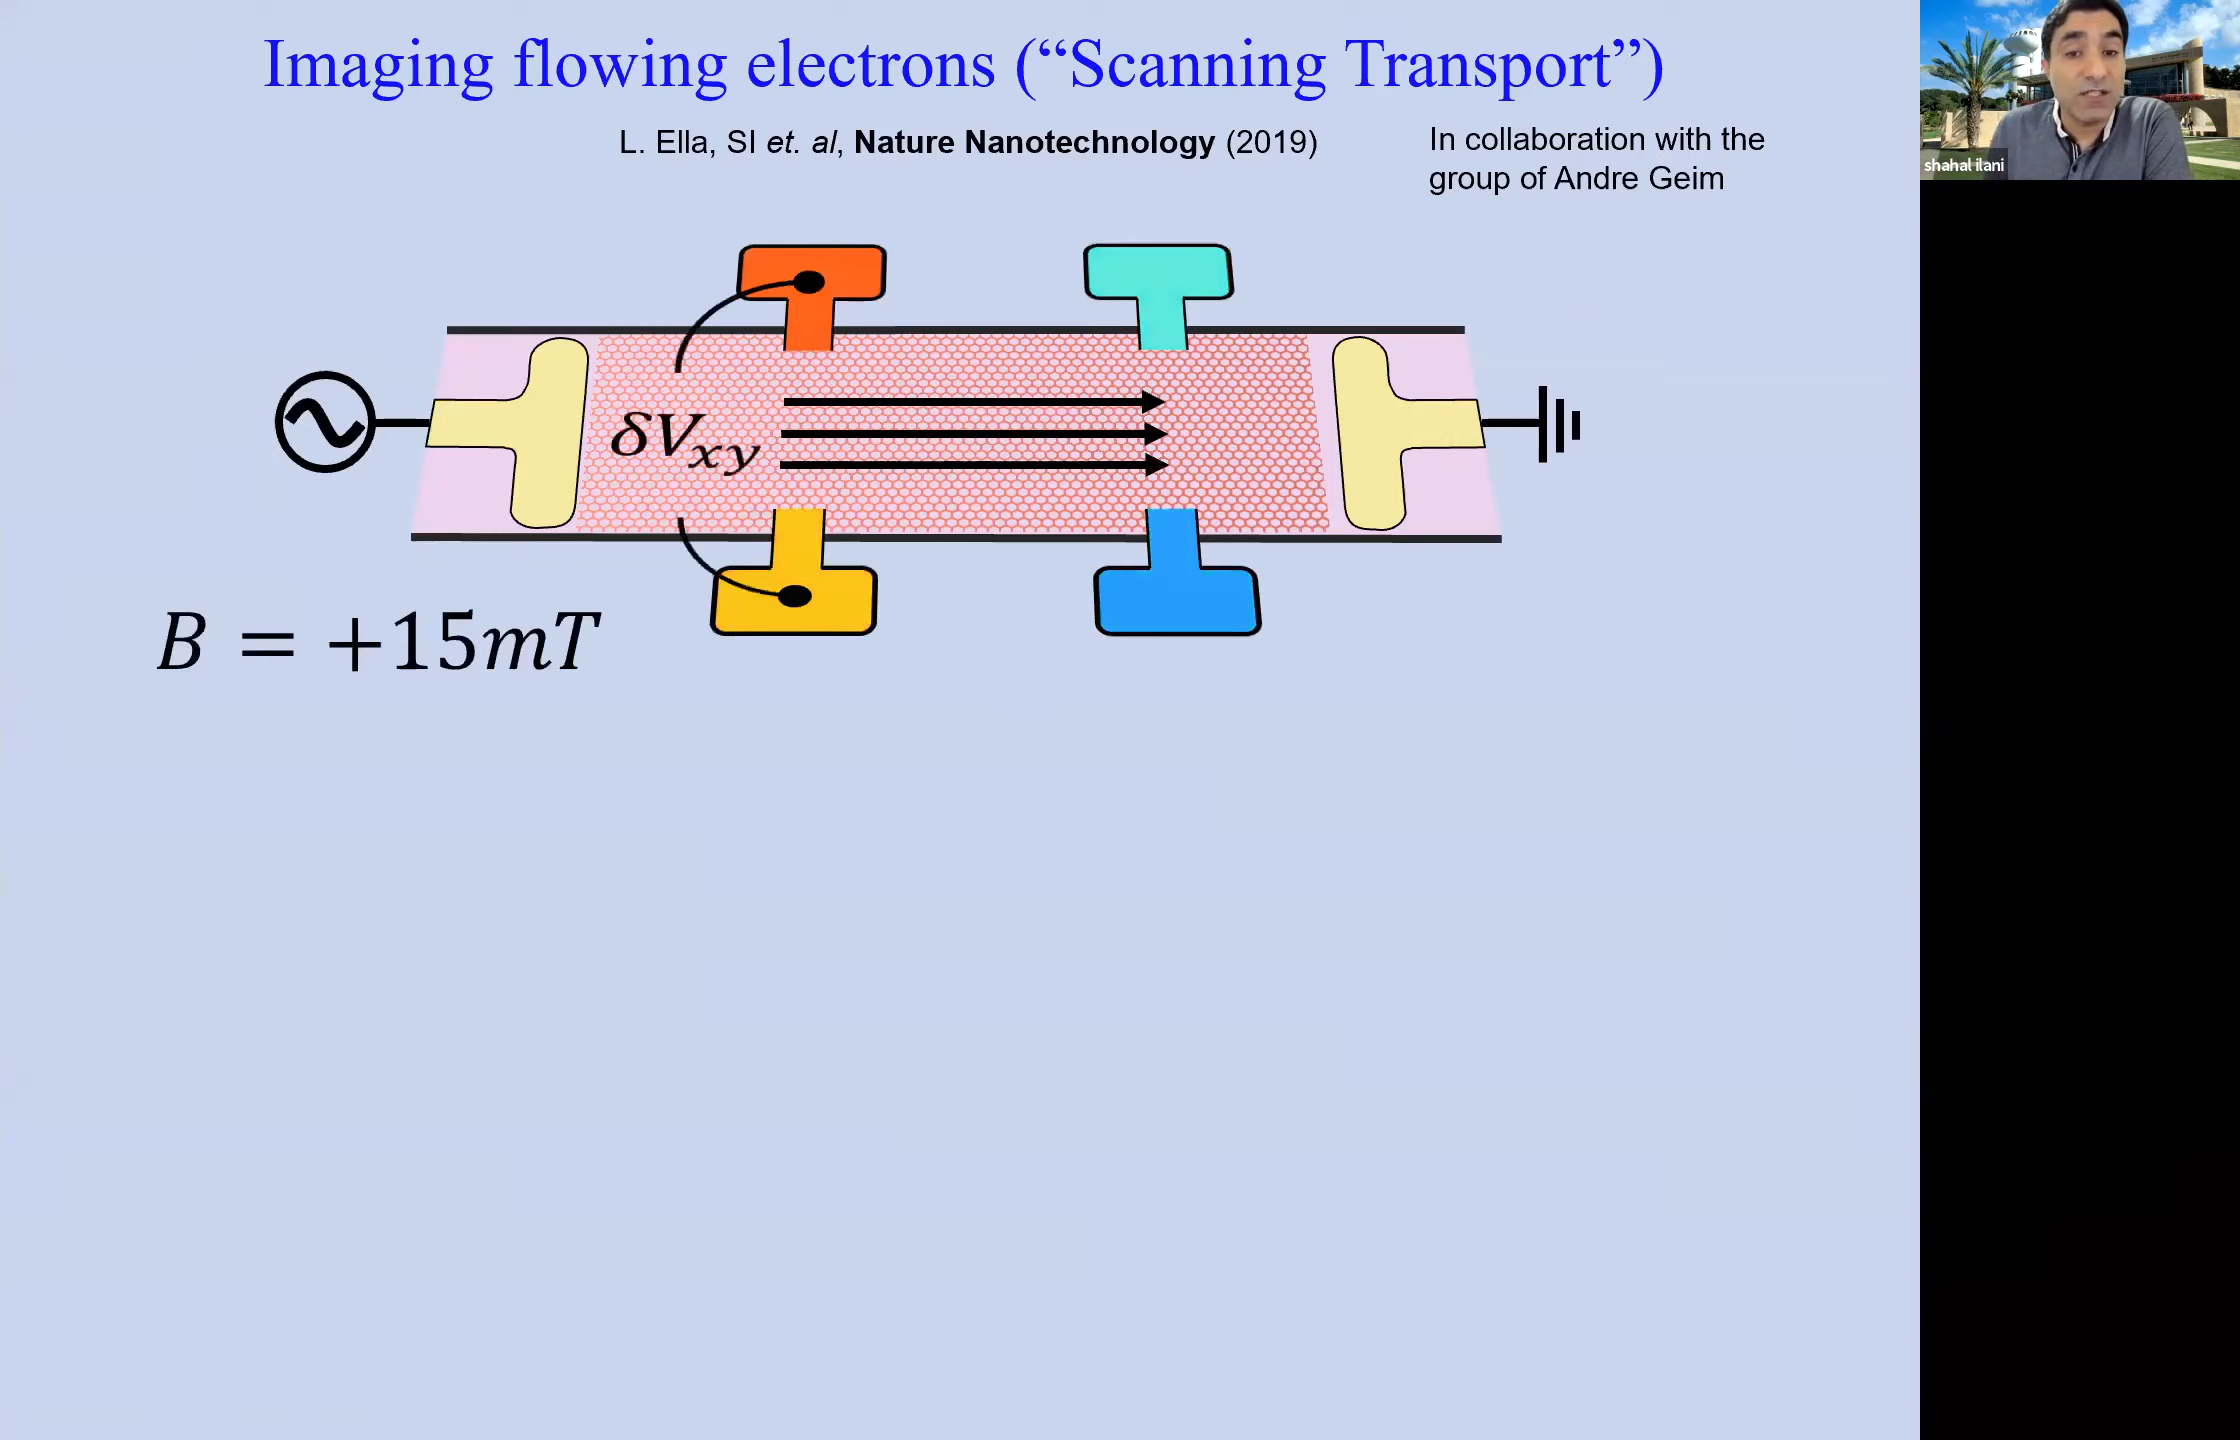 Imaging flowing electrons (“Scanning Transport”)
L. Ella, SI et. al, Nature Nanotechnology (2019)
In collaboration with the
group of Andre Geim
shahal ilani
δVxy
B = +15mT